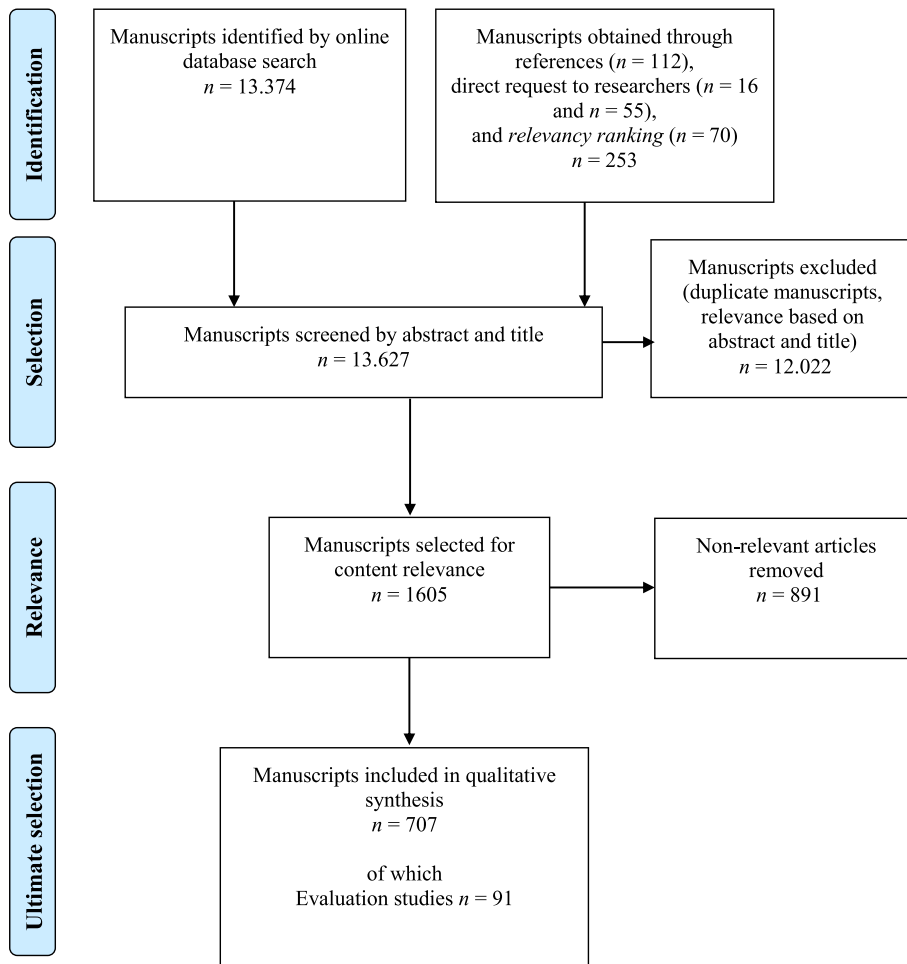 Identification
Manuscripts identified by online
database search
n = 13.374
Manuscripts obtained through
references (n = 112),
direct request to researchers (n = 16
and n = 55),
and relevancy ranking (n = 70)
n = 253
Selection
Manuscripts screened by abstract and title
n = 13.627
Manuscripts excluded
(duplicate manuscripts,
relevance based on
abstract and title)
n = 12.022
Relevance
Manuscripts selected for
content relevance
n = 1605
Non-relevant articles
removed
n = 891
Ultimate selection
Manuscripts included in qualitative
synthesis
n = 707
of which
Evaluation studies n = 91